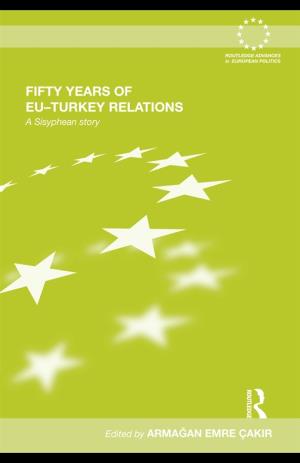 ROUTLEDGE ADVANCES
in EUROPEAN POLITICS
FIFTY YEARS OF
EU–TURKEY RELATIONS
A Sisyphean story
Edited by ARMAĞAN EMRE ÇAKIR
ROUTLEDGE